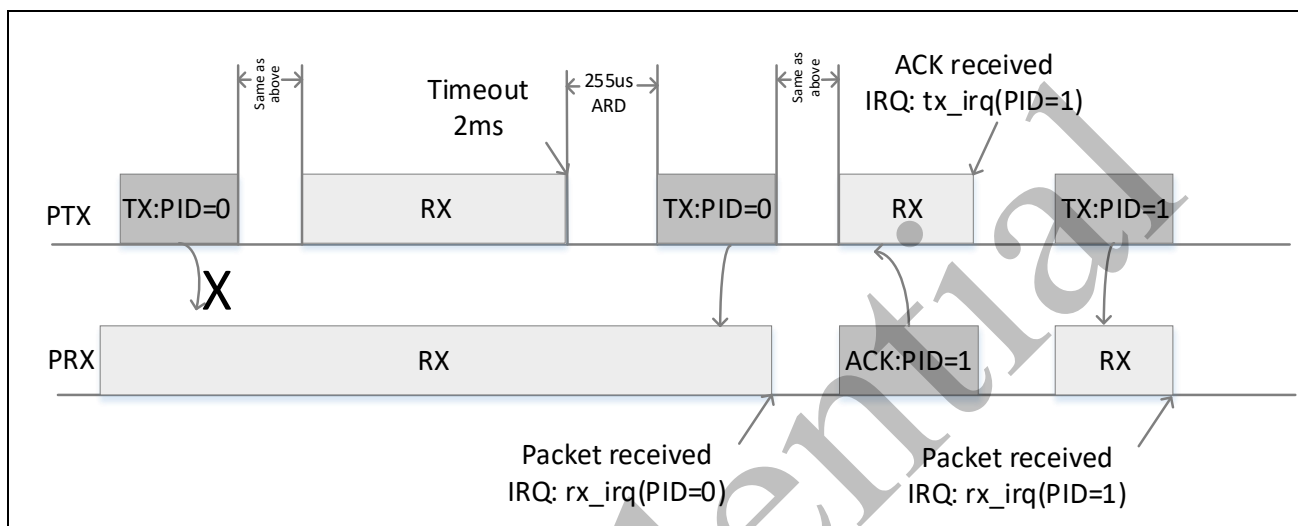 Same as
above
Timeout
2ms
255us
ARD
Same as
above
ACK received
IRQ: tx_irq(PID=1)
PTX
TX:PID=0
RX
TX:PID=0
RX
TX:PID=1
X
PRX
RX
ACK:PID=1
RX
Packet received
IRQ: rx_irq(PID=0)
Packet received
IRQ: rx_irq(PID=1)
dential